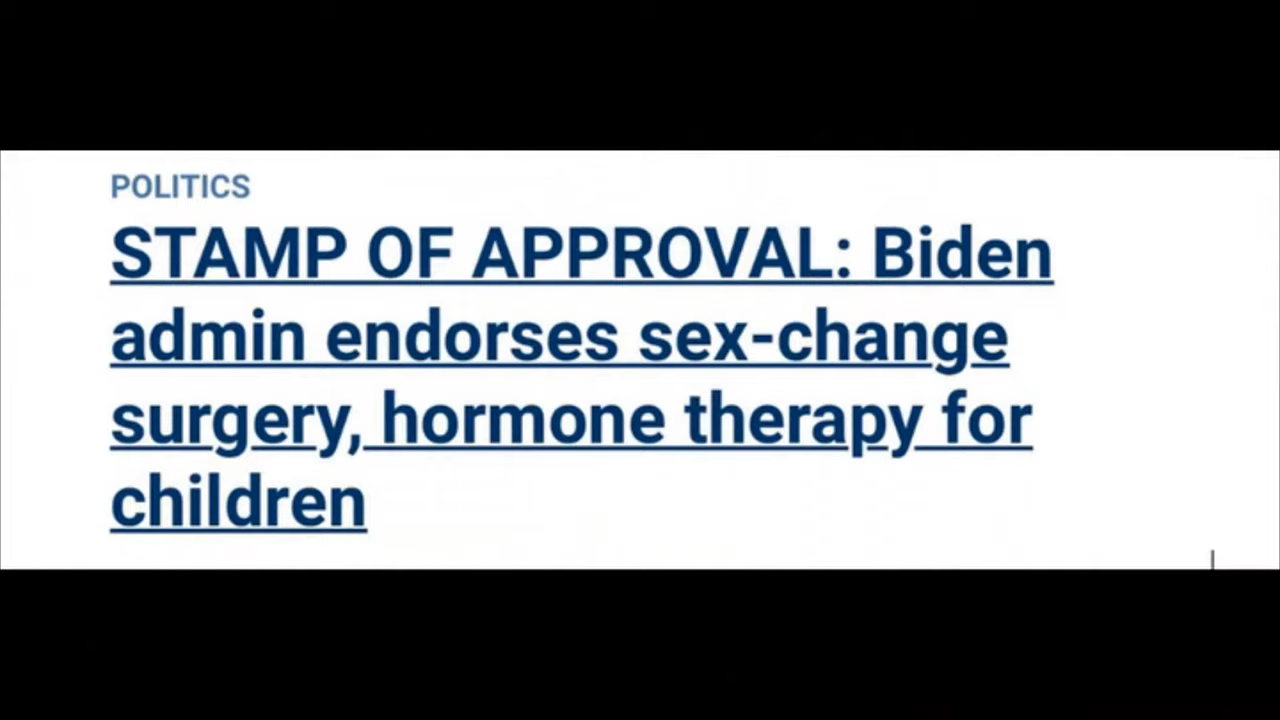 POLITICS
STAMP OF APPROVAL: Biden
admin endorses sex-change
surgery, hormone therapy for
children